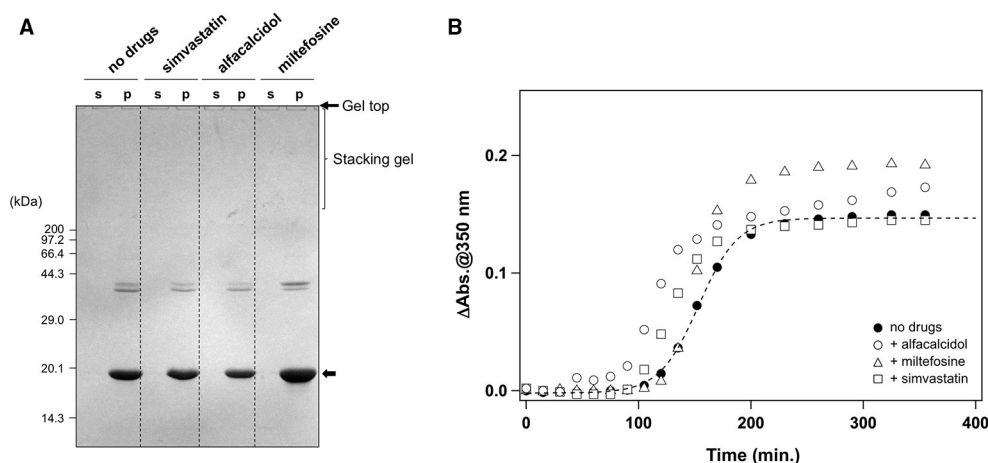 A
no drugs
simvastatin
alfacalcidol
miltefosine
s p s p s p s p
Gel top
Stacking gel
(kDa)
200
97.2
66.4
44.3
29.0
20.1
14.3
B
ΔAbs.@350 nm
0.2
0.1
0.0
no drugs
+ alfacalcidol
+ miltefosine
+ simvastatin
0 100 200 300 400
Time (min.)